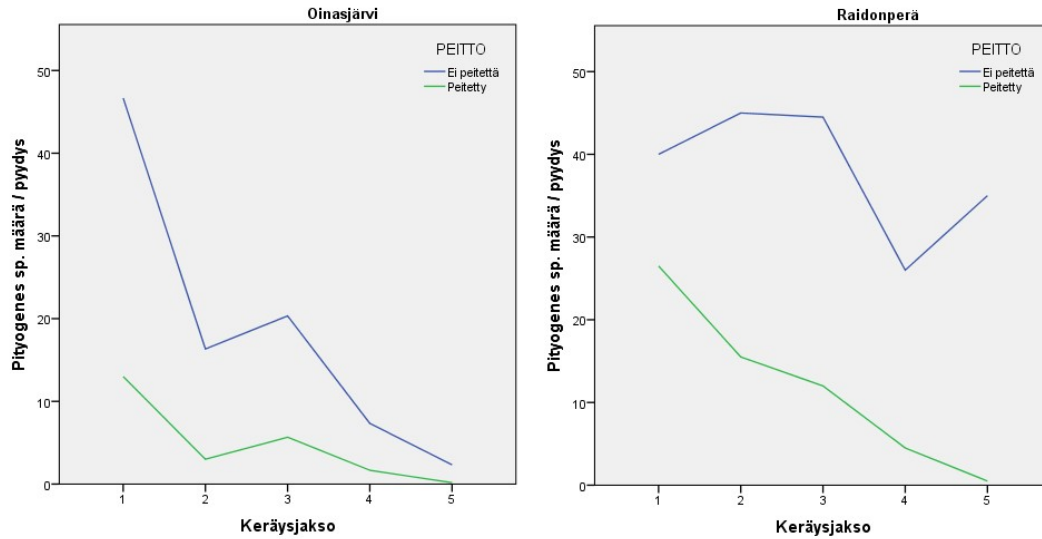 Oinasjärvi
PEITTO
Ei peitettä
Peitetty
Pityogenes sp. määrä / pyydys
50
40
30
20
10
0
1 2 3 4 5
Keräysjakso
Raidonperä
PEITTO
Ei peitettä
Peitetty
Pityogenes sp. määrä / pyydys
50
40
30
20
10
0
1 2 3 4 5
Keräysjakso